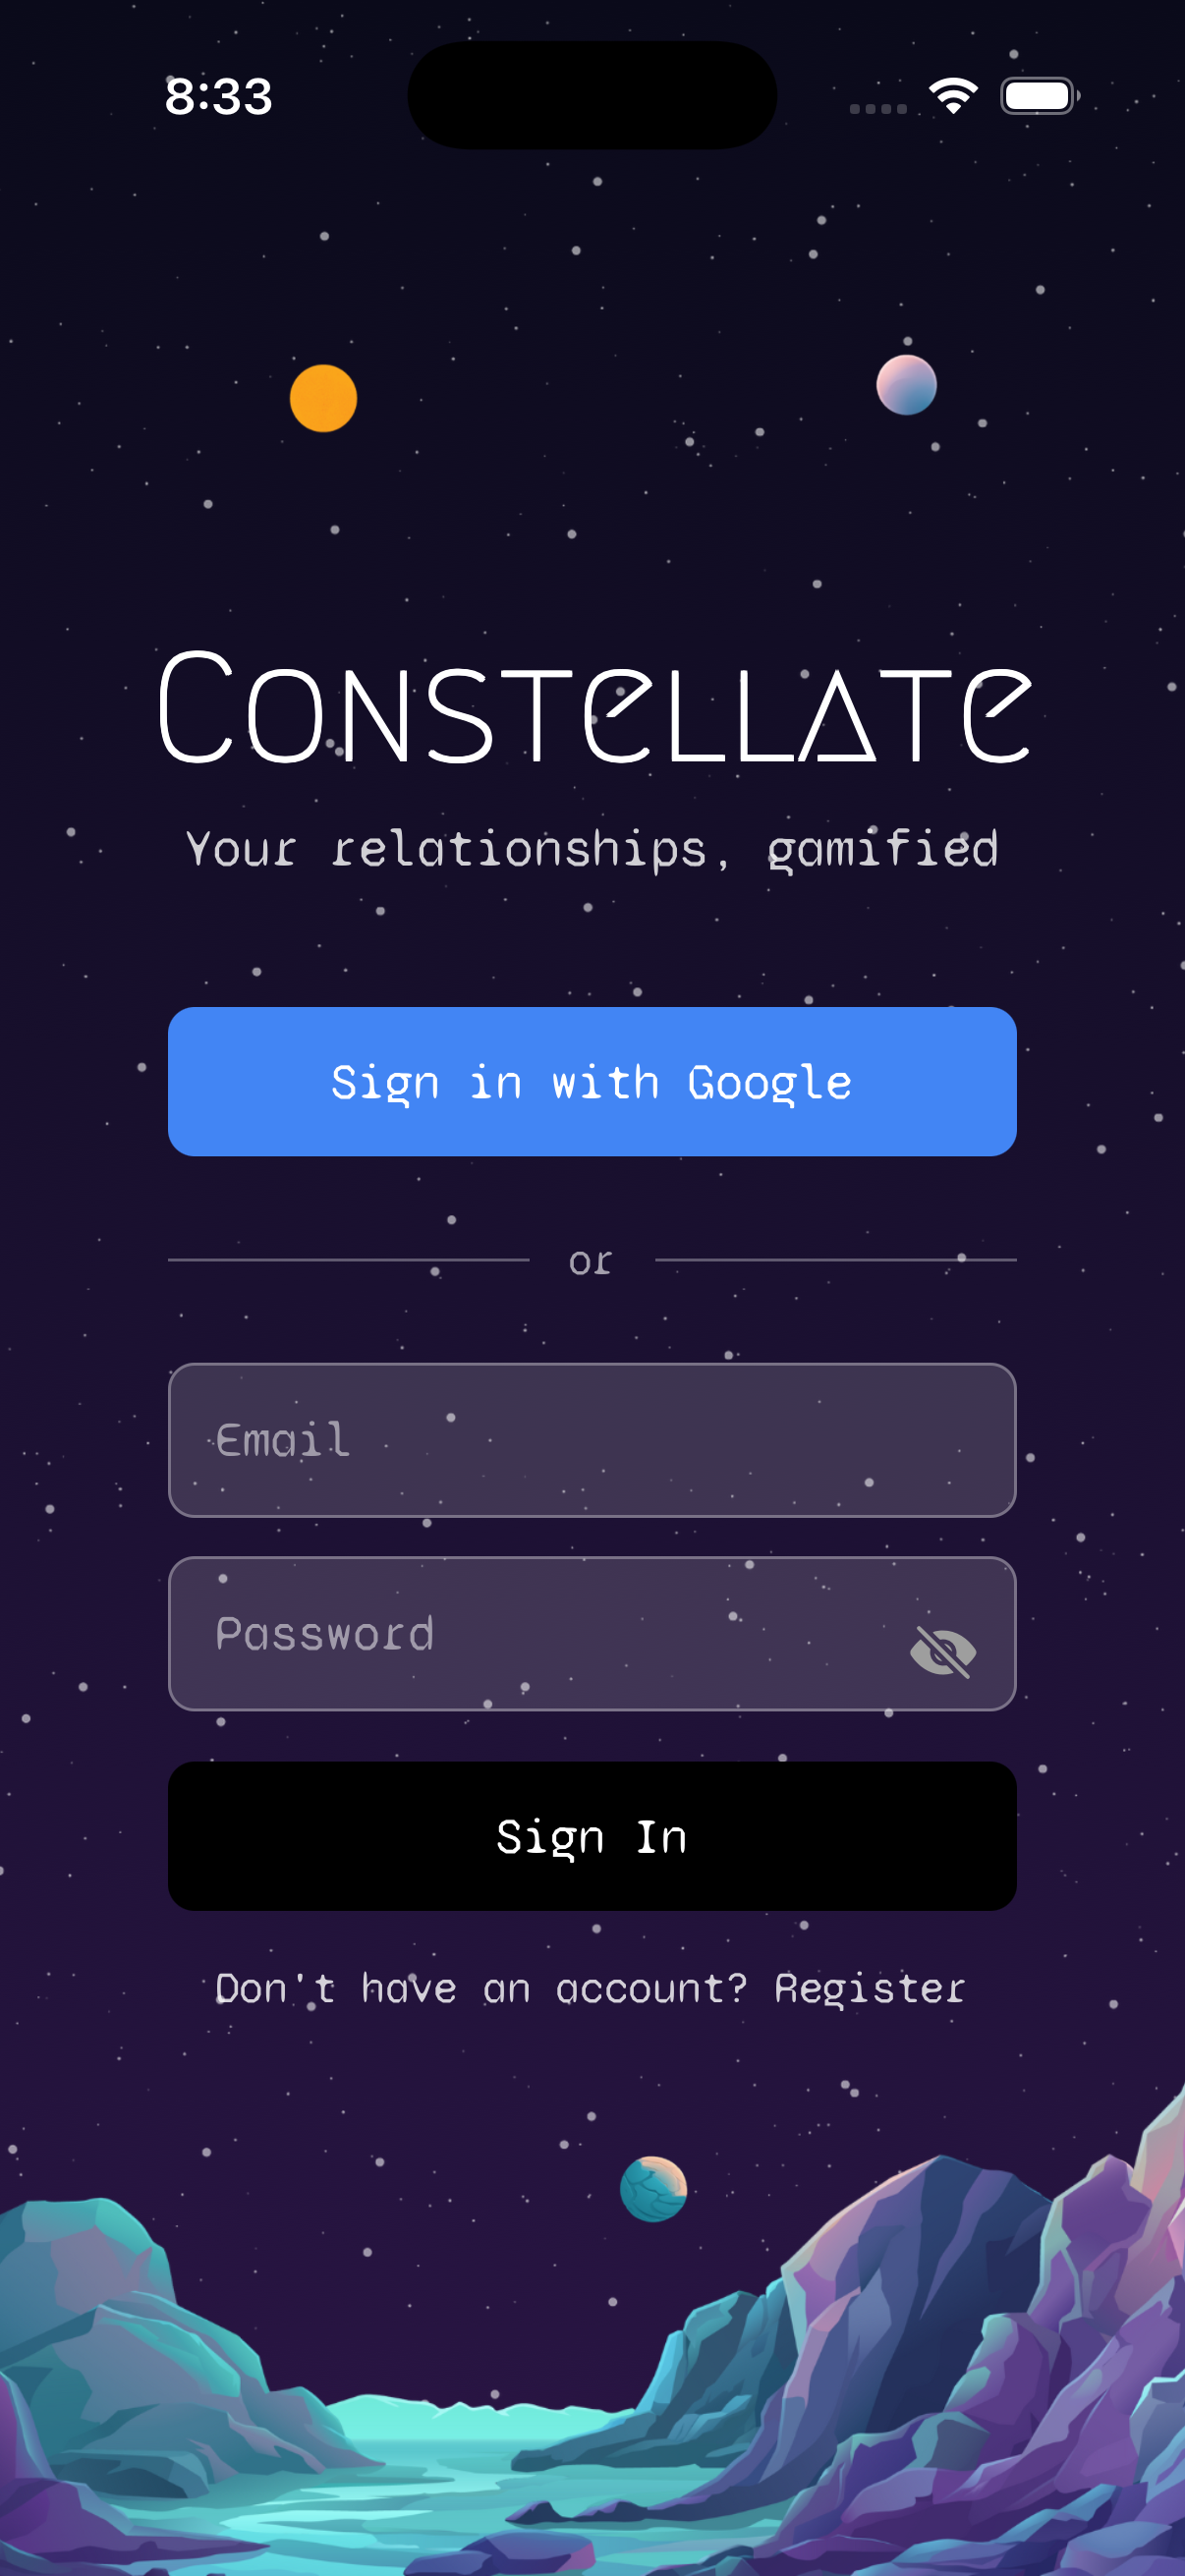 8:33
Constellate
Your relationships, gamified
Sign in with Google
or
Email
Password
Sign In
Don't have an account? Register